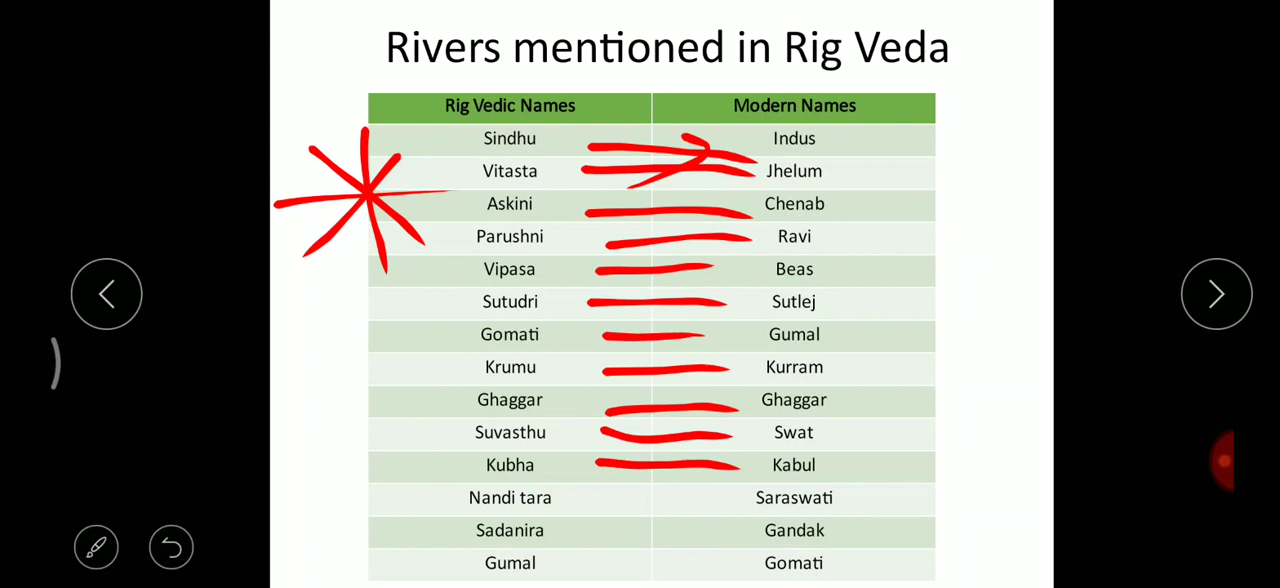 Rivers mentioned in Rig Veda
Rig Vedic Names Modern Names
Sindhu Indus
Vitasta Jhelum
Askini Chenab
Parushni Ravi
Vipasa Beas
Sutudri Sutlej
Gomati Gumal
Krumu Kurram
Ghaggar Ghaggar
Suvasthu Swat
Kubha Kabul
Nandi tara Saraswati
Sadanira Gandak
Gumal Gomati